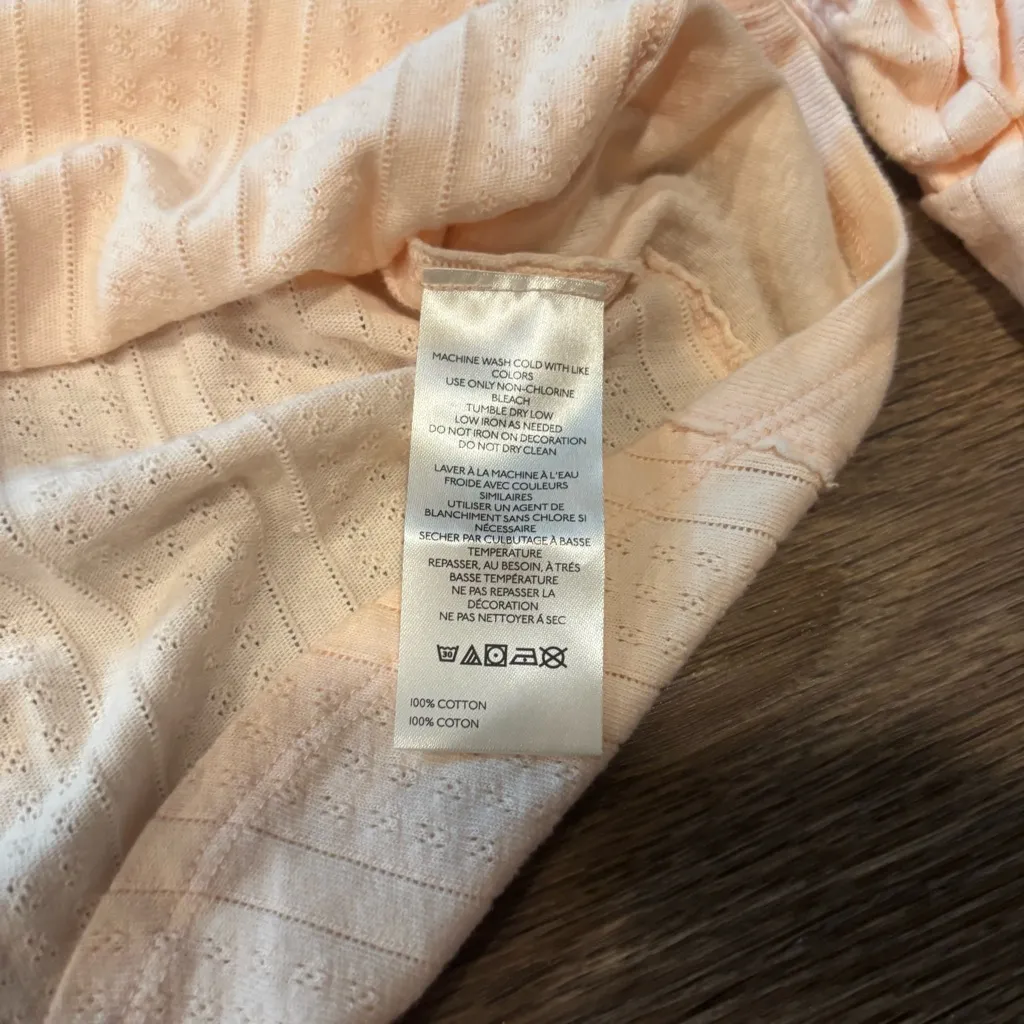 MACHINE WASH COLD WITH LIKE
COLORS
USE ONLY NON-CHLORINE
BLEACH
TUMBLE DRY LOW
LOW IRON AS NEEDED
DO NOT IRON ON DECORATION
DO NOT DRY CLEAN
LAVER À LA MACHINE À L'EAU
FROIDE AVEC COULEURS
SIMILAIRES
UTILISER UN AGENT DE
BLANCHIMENT SANS CHLORE SI
NÉCESSAIRE
SECHER PAR CULBUTAGE À BASSE
TEMPERATURE
REPASSER, AU BESOIN, À TRÉS
BASSE TEMPÉRATURE
NE PAS REPASSER LA
DÉCORATION
NE PAS NETTOYER Á SEC
30
100% COTTON
100% COTON